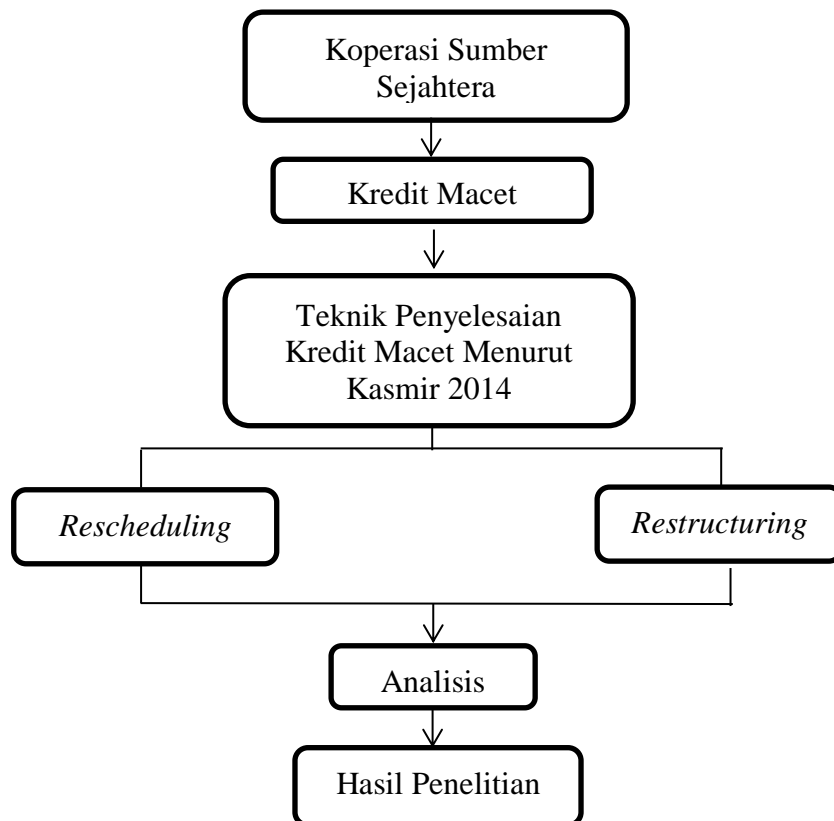 Koperasi Sumber
Sejahtera
Kredit Macet
Teknik Penyelesaian
Kredit Macet Menurut
Kasmir 2014
Rescheduling
Restructuring
Analisis
Hasil Penelitian